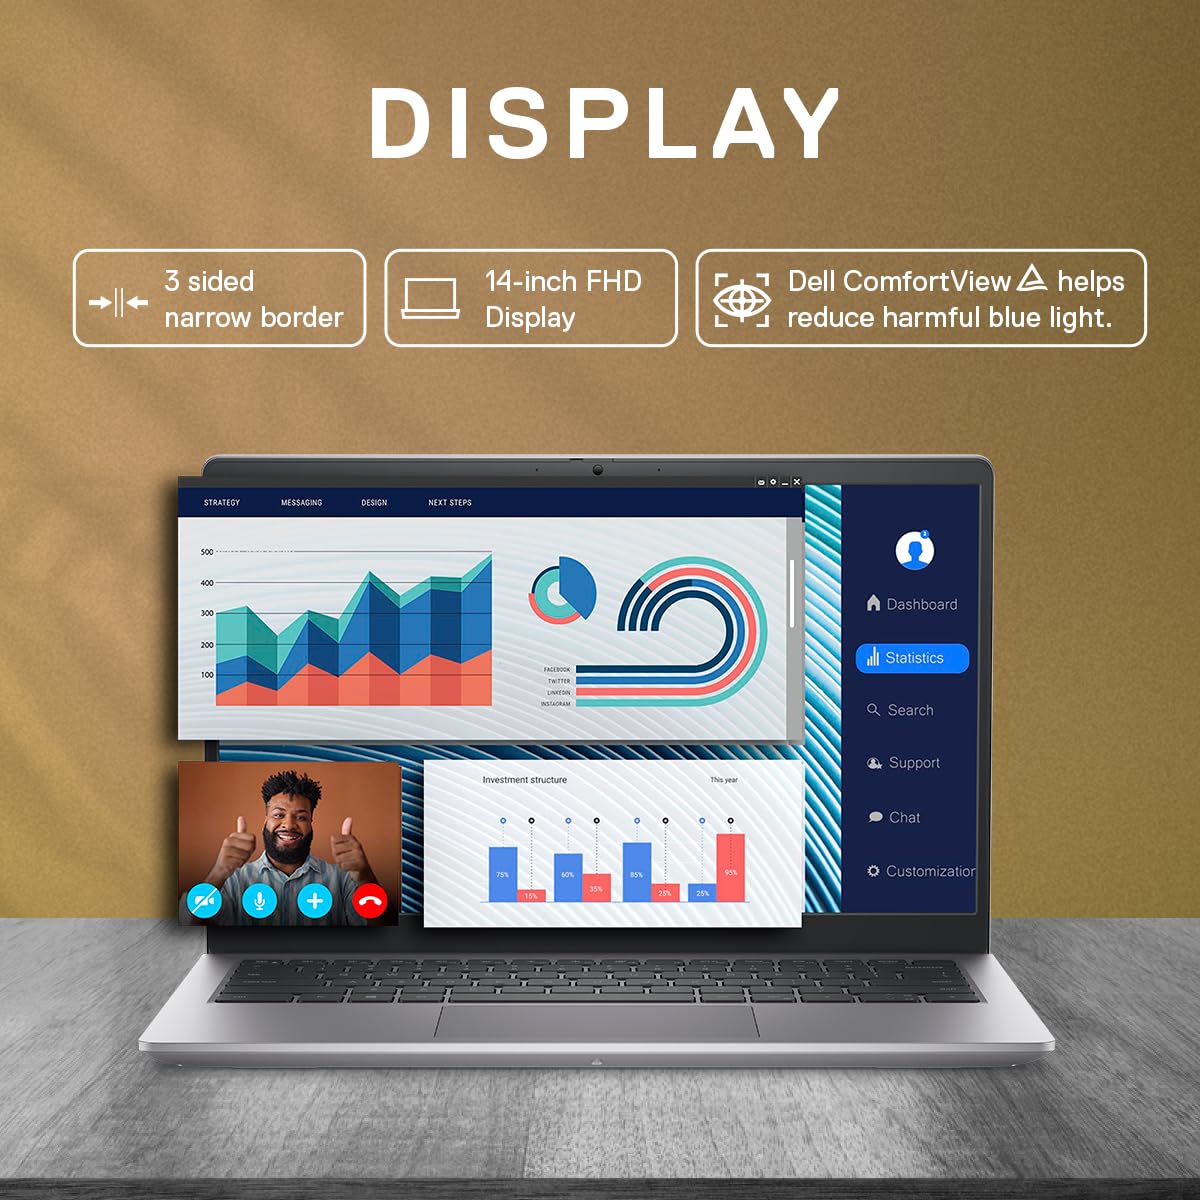 DISPLAY
3 sided
narrow border
14-inch FHD
Display
Dell ComfortView helps
reduce harmful blue light.
STRATEGY MESSAGING DESIGN NEXT STEPS
500
400
300
200
100
FACEBOOK
TWITTER
LINKEDIN
INSTAGRAM
3
Dashboard
Statistics
Search
Support
Chat
Customization
Investment structure This year
75% 15% 60% 35% 85% 25% 25% 95%